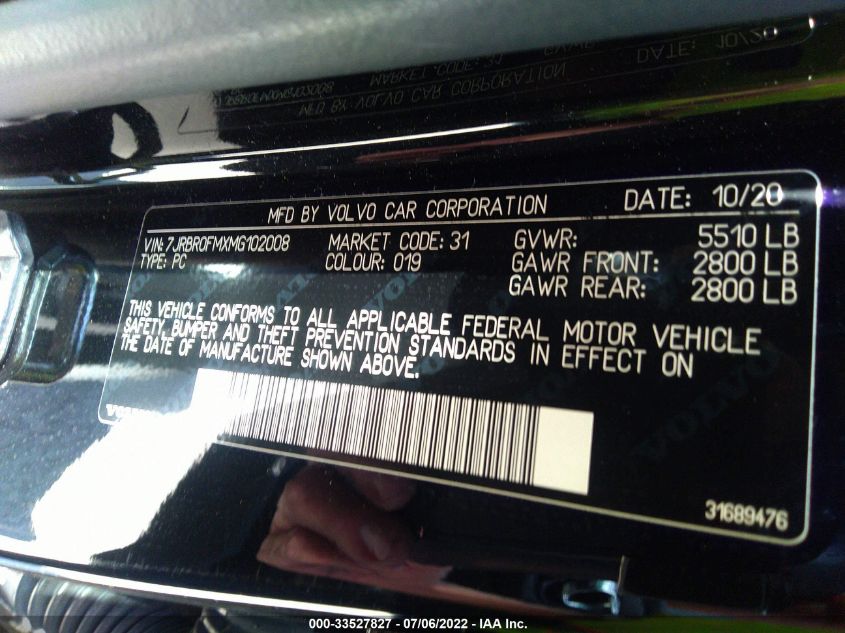 MFD BY VOLVO CAR CORPORATION DATE: 10/20
VIN: 7JRBR0FMXMG102008 MARKET CODE: 31 GVWR: 5510 LB
TYPE: PC COLOUR: 019 GAWR FRONT: 2800 LB
GAWR REAR: 2800 LB
THIS VEHICLE CONFORMS TO ALL APPLICABLE FEDERAL MOTOR VEHICLE
SAFETY, BUMPER AND THEFT PREVENTION STANDARDS IN EFFECT ON
THE DATE OF MANUFACTURE SHOWN ABOVE.
VOLVO
VOLVO
31689476
000-33527827 - 07/06/2022 - IAA Inc.